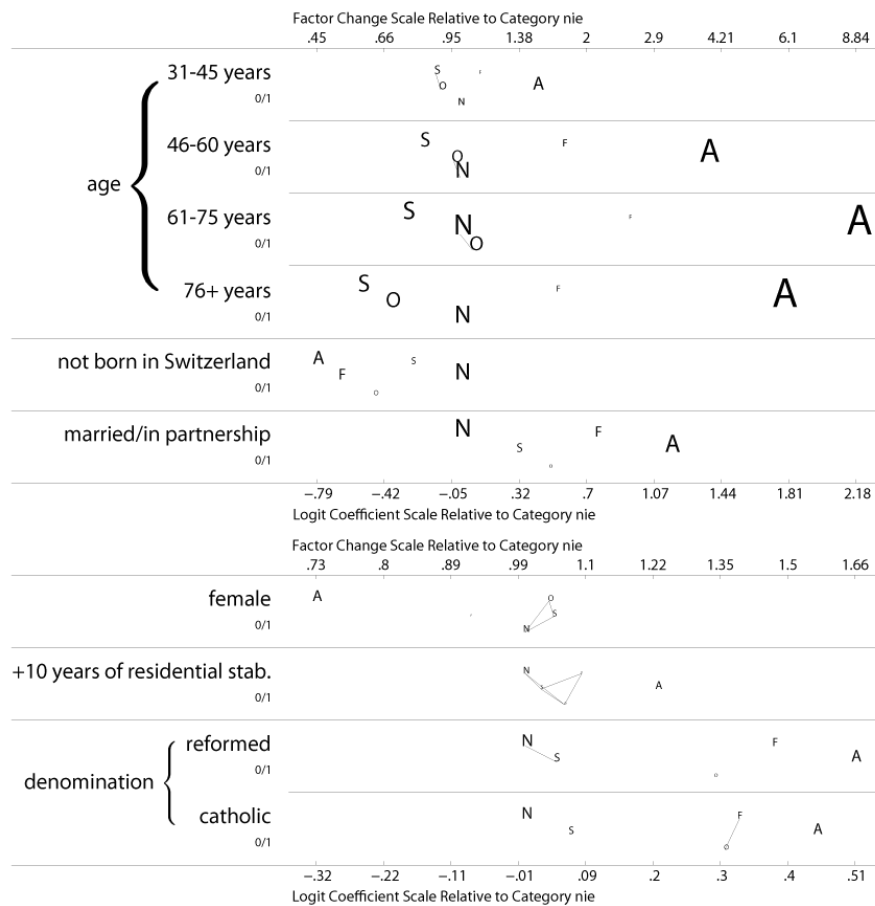 Factor Change Scale Relative to Category nie
.45 .66 .95 1.38 2 2.9 4.21 6.1 8.84
31-45 years
S F
O A
0/1
N
46-60 years
S F
O A
0/1
N
age
61-75 years
S F A
N
0/1
O
76+ years
S F A
O
0/1
N
not born in Switzerland
A S
F N
0/1
O
married/in partnership
N F
S A
0/1
O
−.79 −.42 −.05 .32 .7 1.07 1.44 1.81 2.18
Logit Coefficient Scale Relative to Category nie
Factor Change Scale Relative to Category nie
.73 .8 .89 .99 1.1 1.22 1.35 1.5 1.66
female
A O
S
0/1
N
+10 years of residential stab.
N
A
0/1
reformed
N F
S A
0/1
O
denomination
catholic
N F
S A
0/1
O
−.32 −.22 −.11 −.01 .09 .2 .3 .4 .51
Logit Coefficient Scale Relative to Category nie